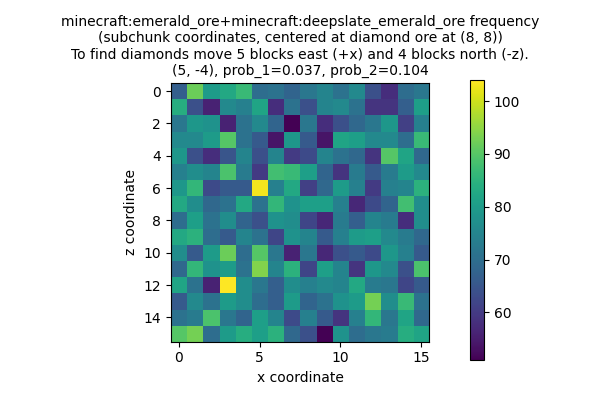 minecraft:emerald_ore+minecraft:deepslate_emerald_ore frequency
(subchunk coordinates, centered at diamond ore at (8, 8))
To find diamonds move 5 blocks east (+x) and 4 blocks north (-z).
(5, -4), prob_1=0.037, prob_2=0.104
0
2
4
6
8
10
12
14
z coordinate
0 5 10 15
x coordinate
100
90
80
70
60